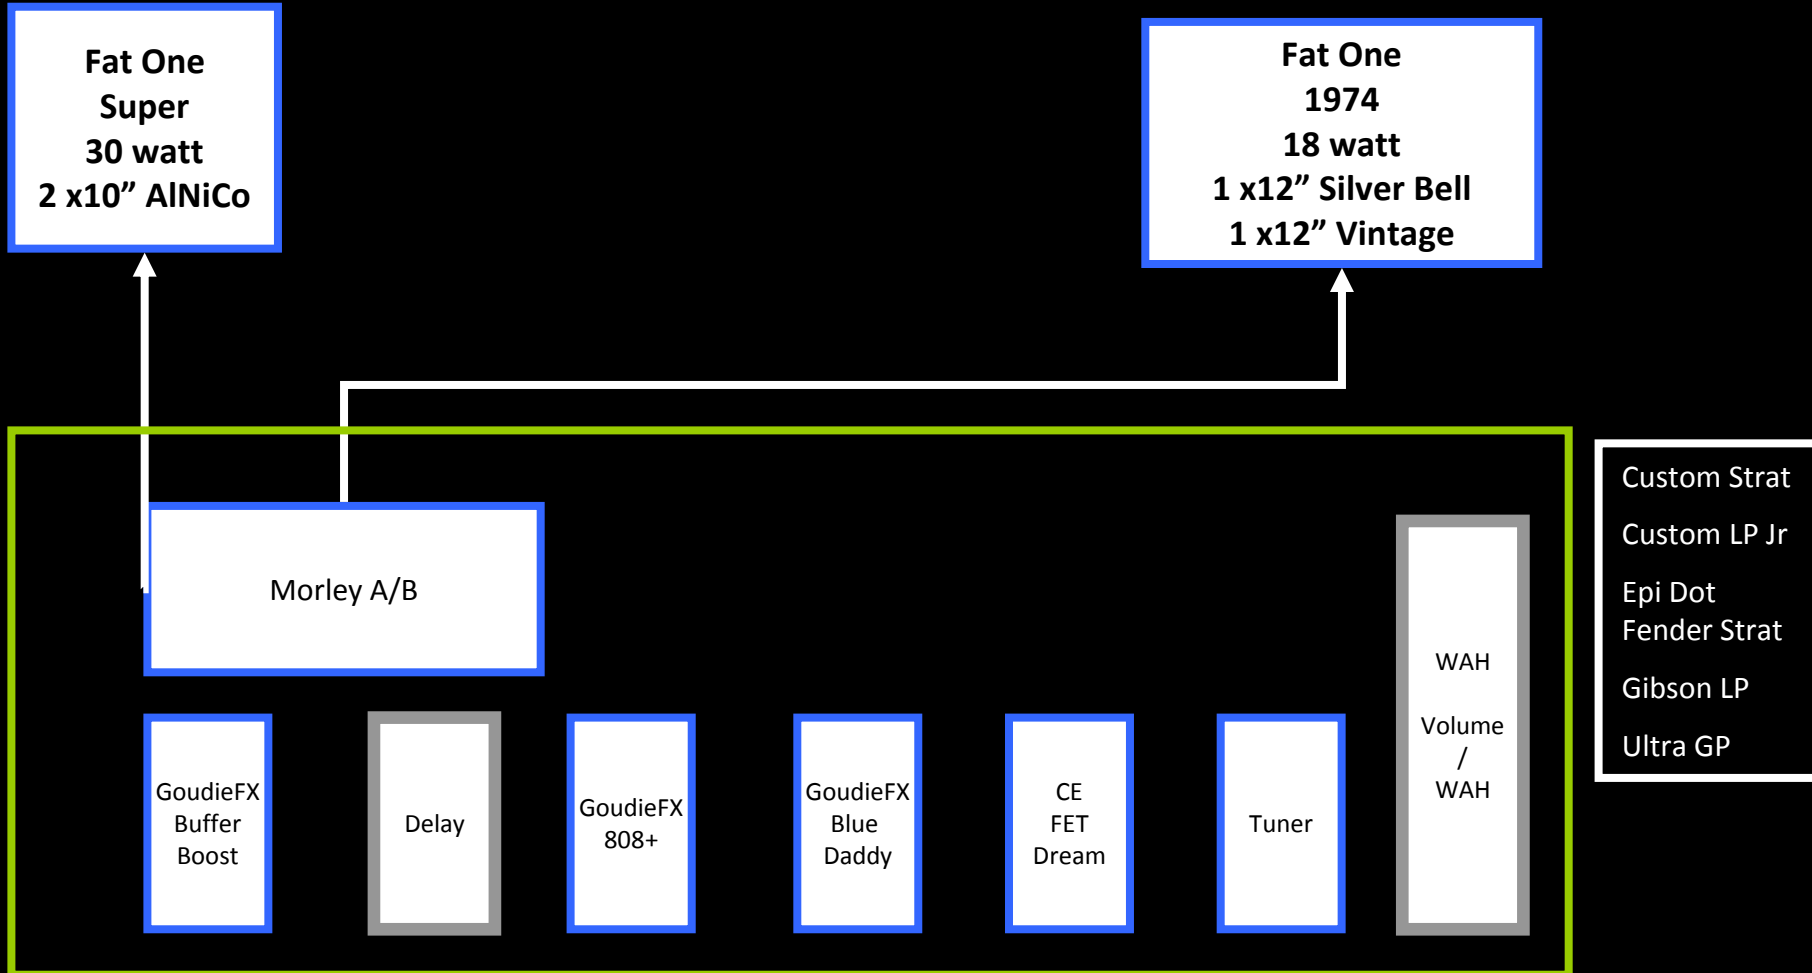 Fat One
Super
30 watt
2 x10” AlNiCo
Fat One
1974
18 watt
1 x12” Silver Bell
1 x12” Vintage
Custom Strat
Custom LP Jr
Epi Dot
Fender Strat
Gibson LP
Ultra GP
Morley A/B
GoudieFX
Buffer
Boost
Delay
GoudieFX
808+
GoudieFX
Blue
Daddy
CE
FET
Dream
Tuner
WAH
Volume
/
WAH